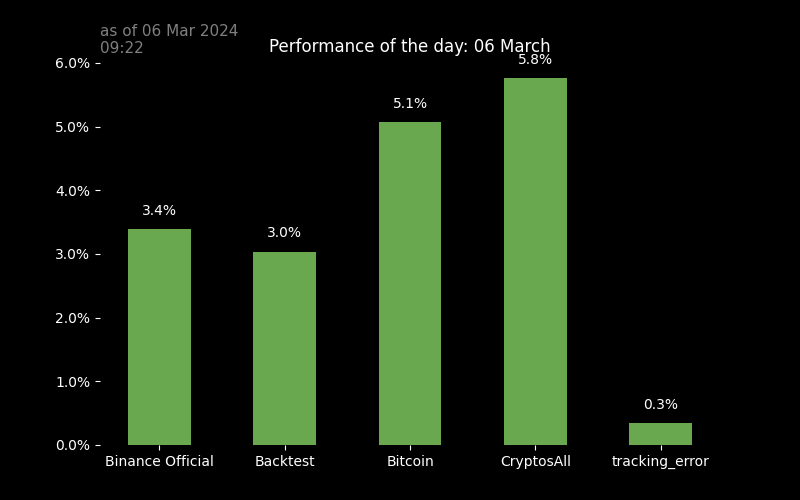 as of 06 Mar 2024
09:22
Performance of the day: 06 March
6.0%
5.0%
4.0%
3.0%
2.0%
1.0%
0.0%
3.4%
3.0%
5.1%
5.8%
0.3%
Binance Official
Backtest
Bitcoin
CryptosAll
tracking_error